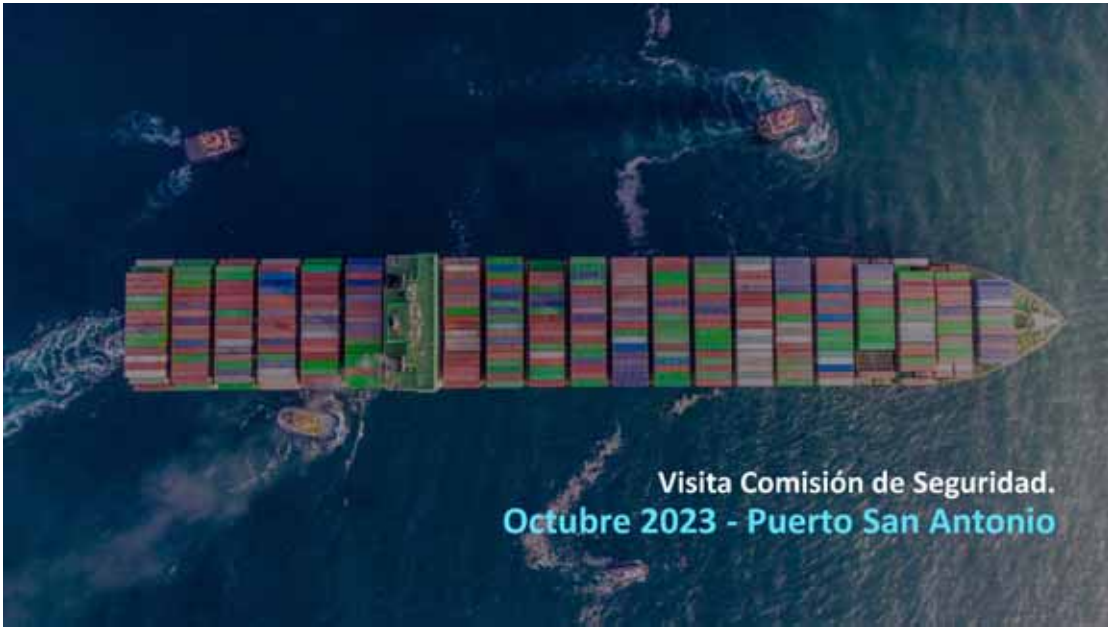 Visita Comisión de Seguridad.
Octubre 2023 - Puerto San Antonio